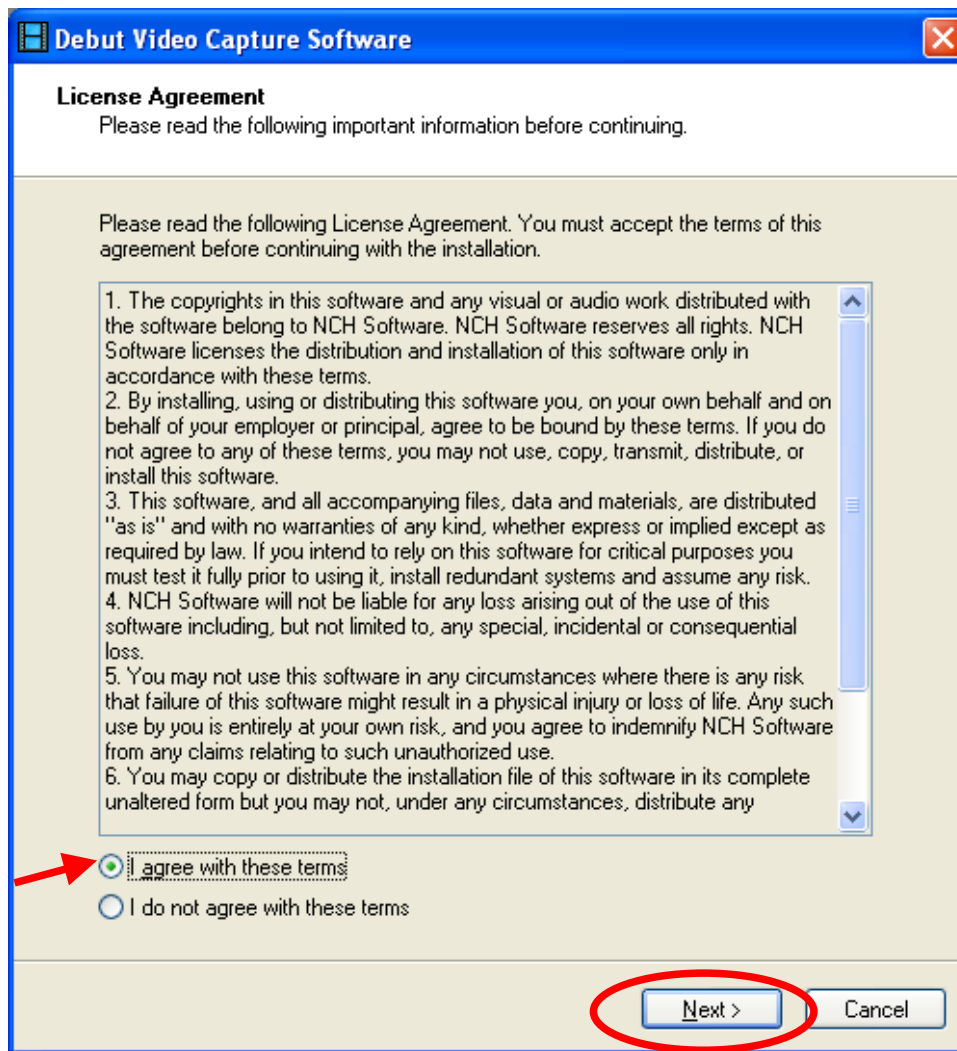 Debut Video Capture Software
License Agreement
Please read the following important information before continuing.
Please read the following License Agreement. You must accept the terms of this
agreement before continuing with the installation.
1. The copyrights in this software and any visual or audio work distributed with
the software belong to NCH Software. NCH Software reserves all rights. NCH
Software licenses the distribution and installation of this software only in
accordance with these terms.
2. By installing, using or distributing this software you, on your own behalf and on
behalf of your employer or principal, agree to be bound by these terms. If you do
not agree to any of these terms, you may not use, copy, transmit, distribute, or
install this software.
3. This software, and all accompanying files, data and materials, are distributed
"as is" and with no warranties of any kind, whether express or implied except as
required by law. If you intend to rely on this software for critical purposes you
must test it fully prior to using it, install redundant systems and assume any risk.
4. NCH Software will not be liable for any loss arising out of the use of this
software including, but not limited to, any special, incidental or consequential
loss.
5. You may not use this software in any circumstances where there is any risk
that failure of this software might result in a physical injury or loss of life. Any such
use by you is entirely at your own risk, and you agree to indemnify NCH Software
from any claims relating to such unauthorized use.
6. You may copy or distribute the installation file of this software in its complete
unaltered form but you may not, under any circumstances, distribute any
I agree with these terms
I do not agree with these terms
Next >
Cancel